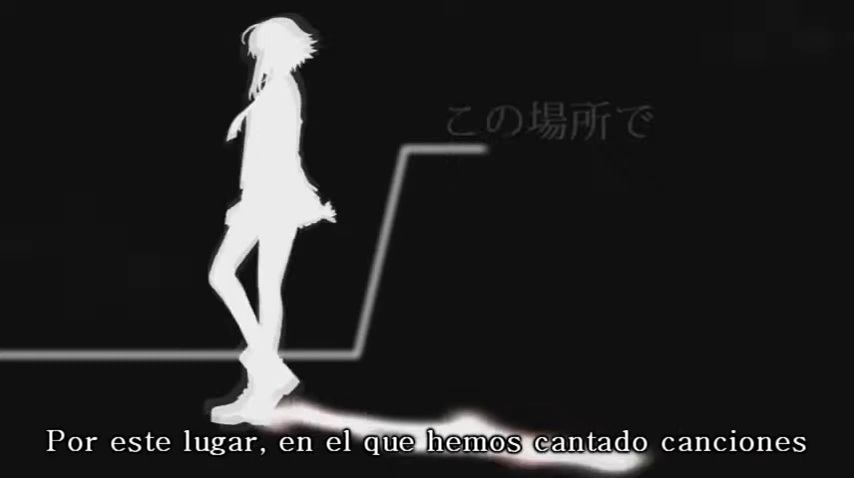 この場所で
Por este lugar, en el que hemos cantado canciones